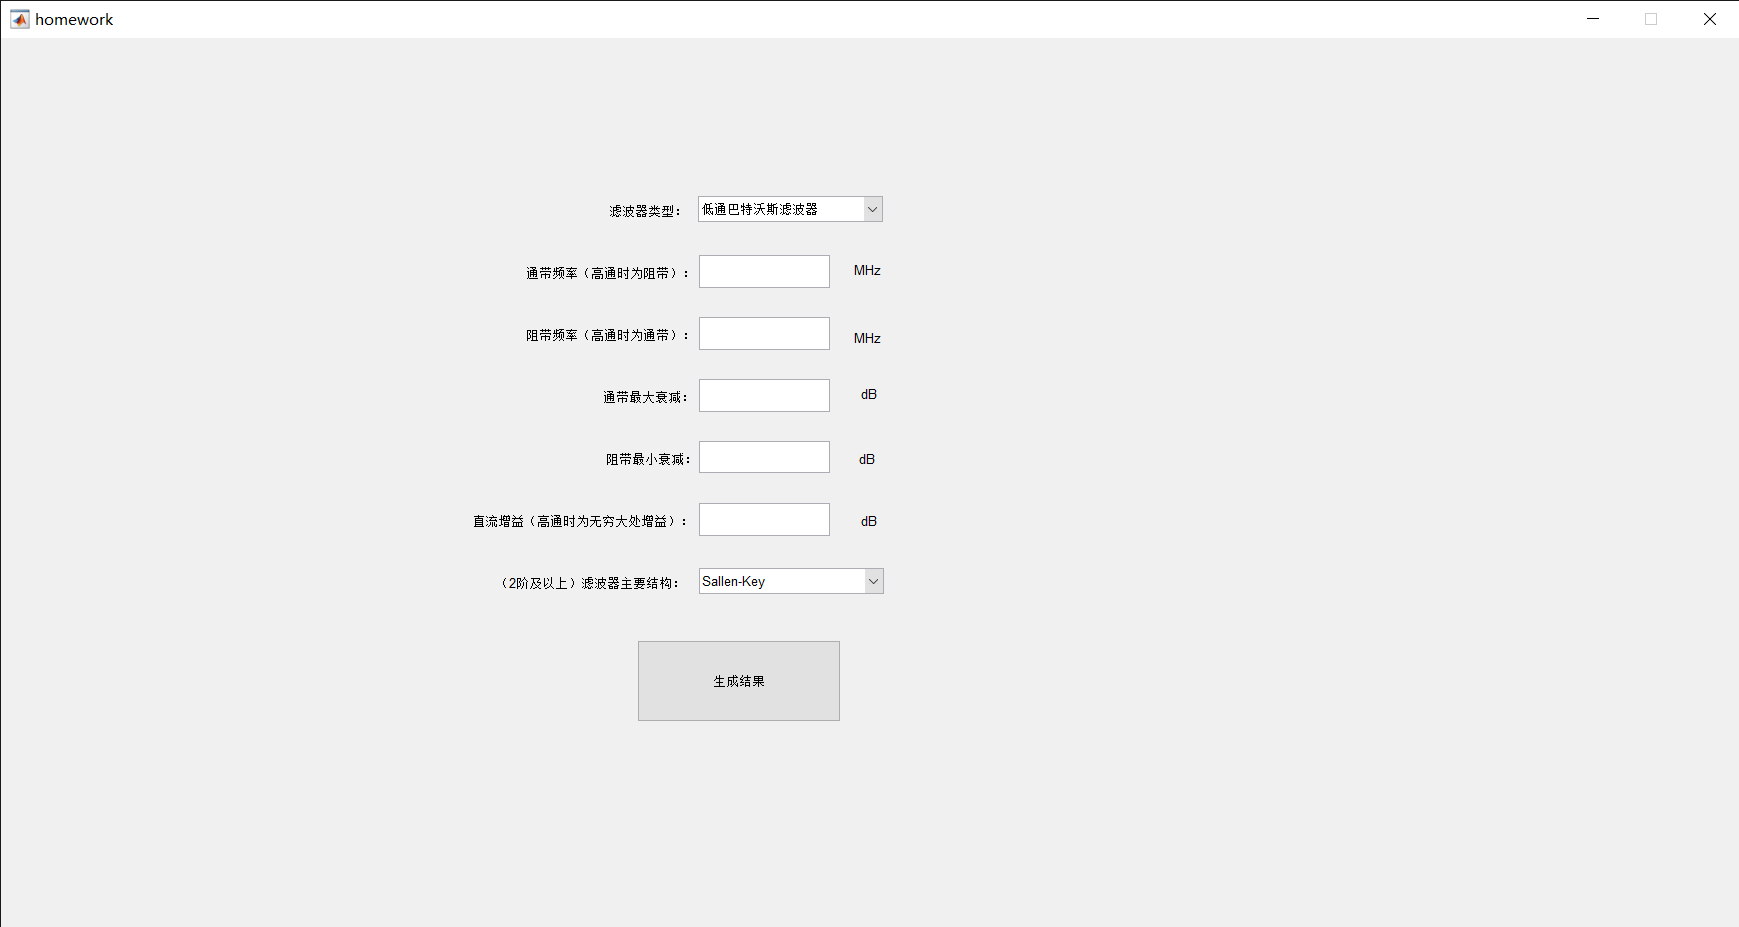 homework
滤波器类型： 低通巴特沃斯滤波器
通带频率（高通时为阻带）： MHz
阻带频率（高通时为通带）： MHz
通带最大衰减： dB
阻带最小衰减： dB
直流增益（高通时为无穷大处增益）： dB
（2阶及以上）滤波器主要结构： Sallen-Key
生成结果